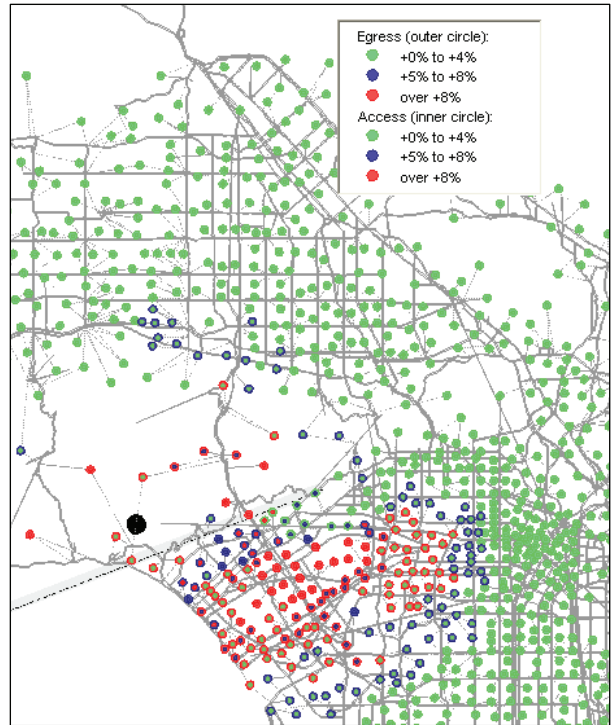 Egress (outer circle):
+0% to +4%
+5% to +8%
over +8%
Access (inner circle):
+0% to +4%
+5% to +8%
over +8%